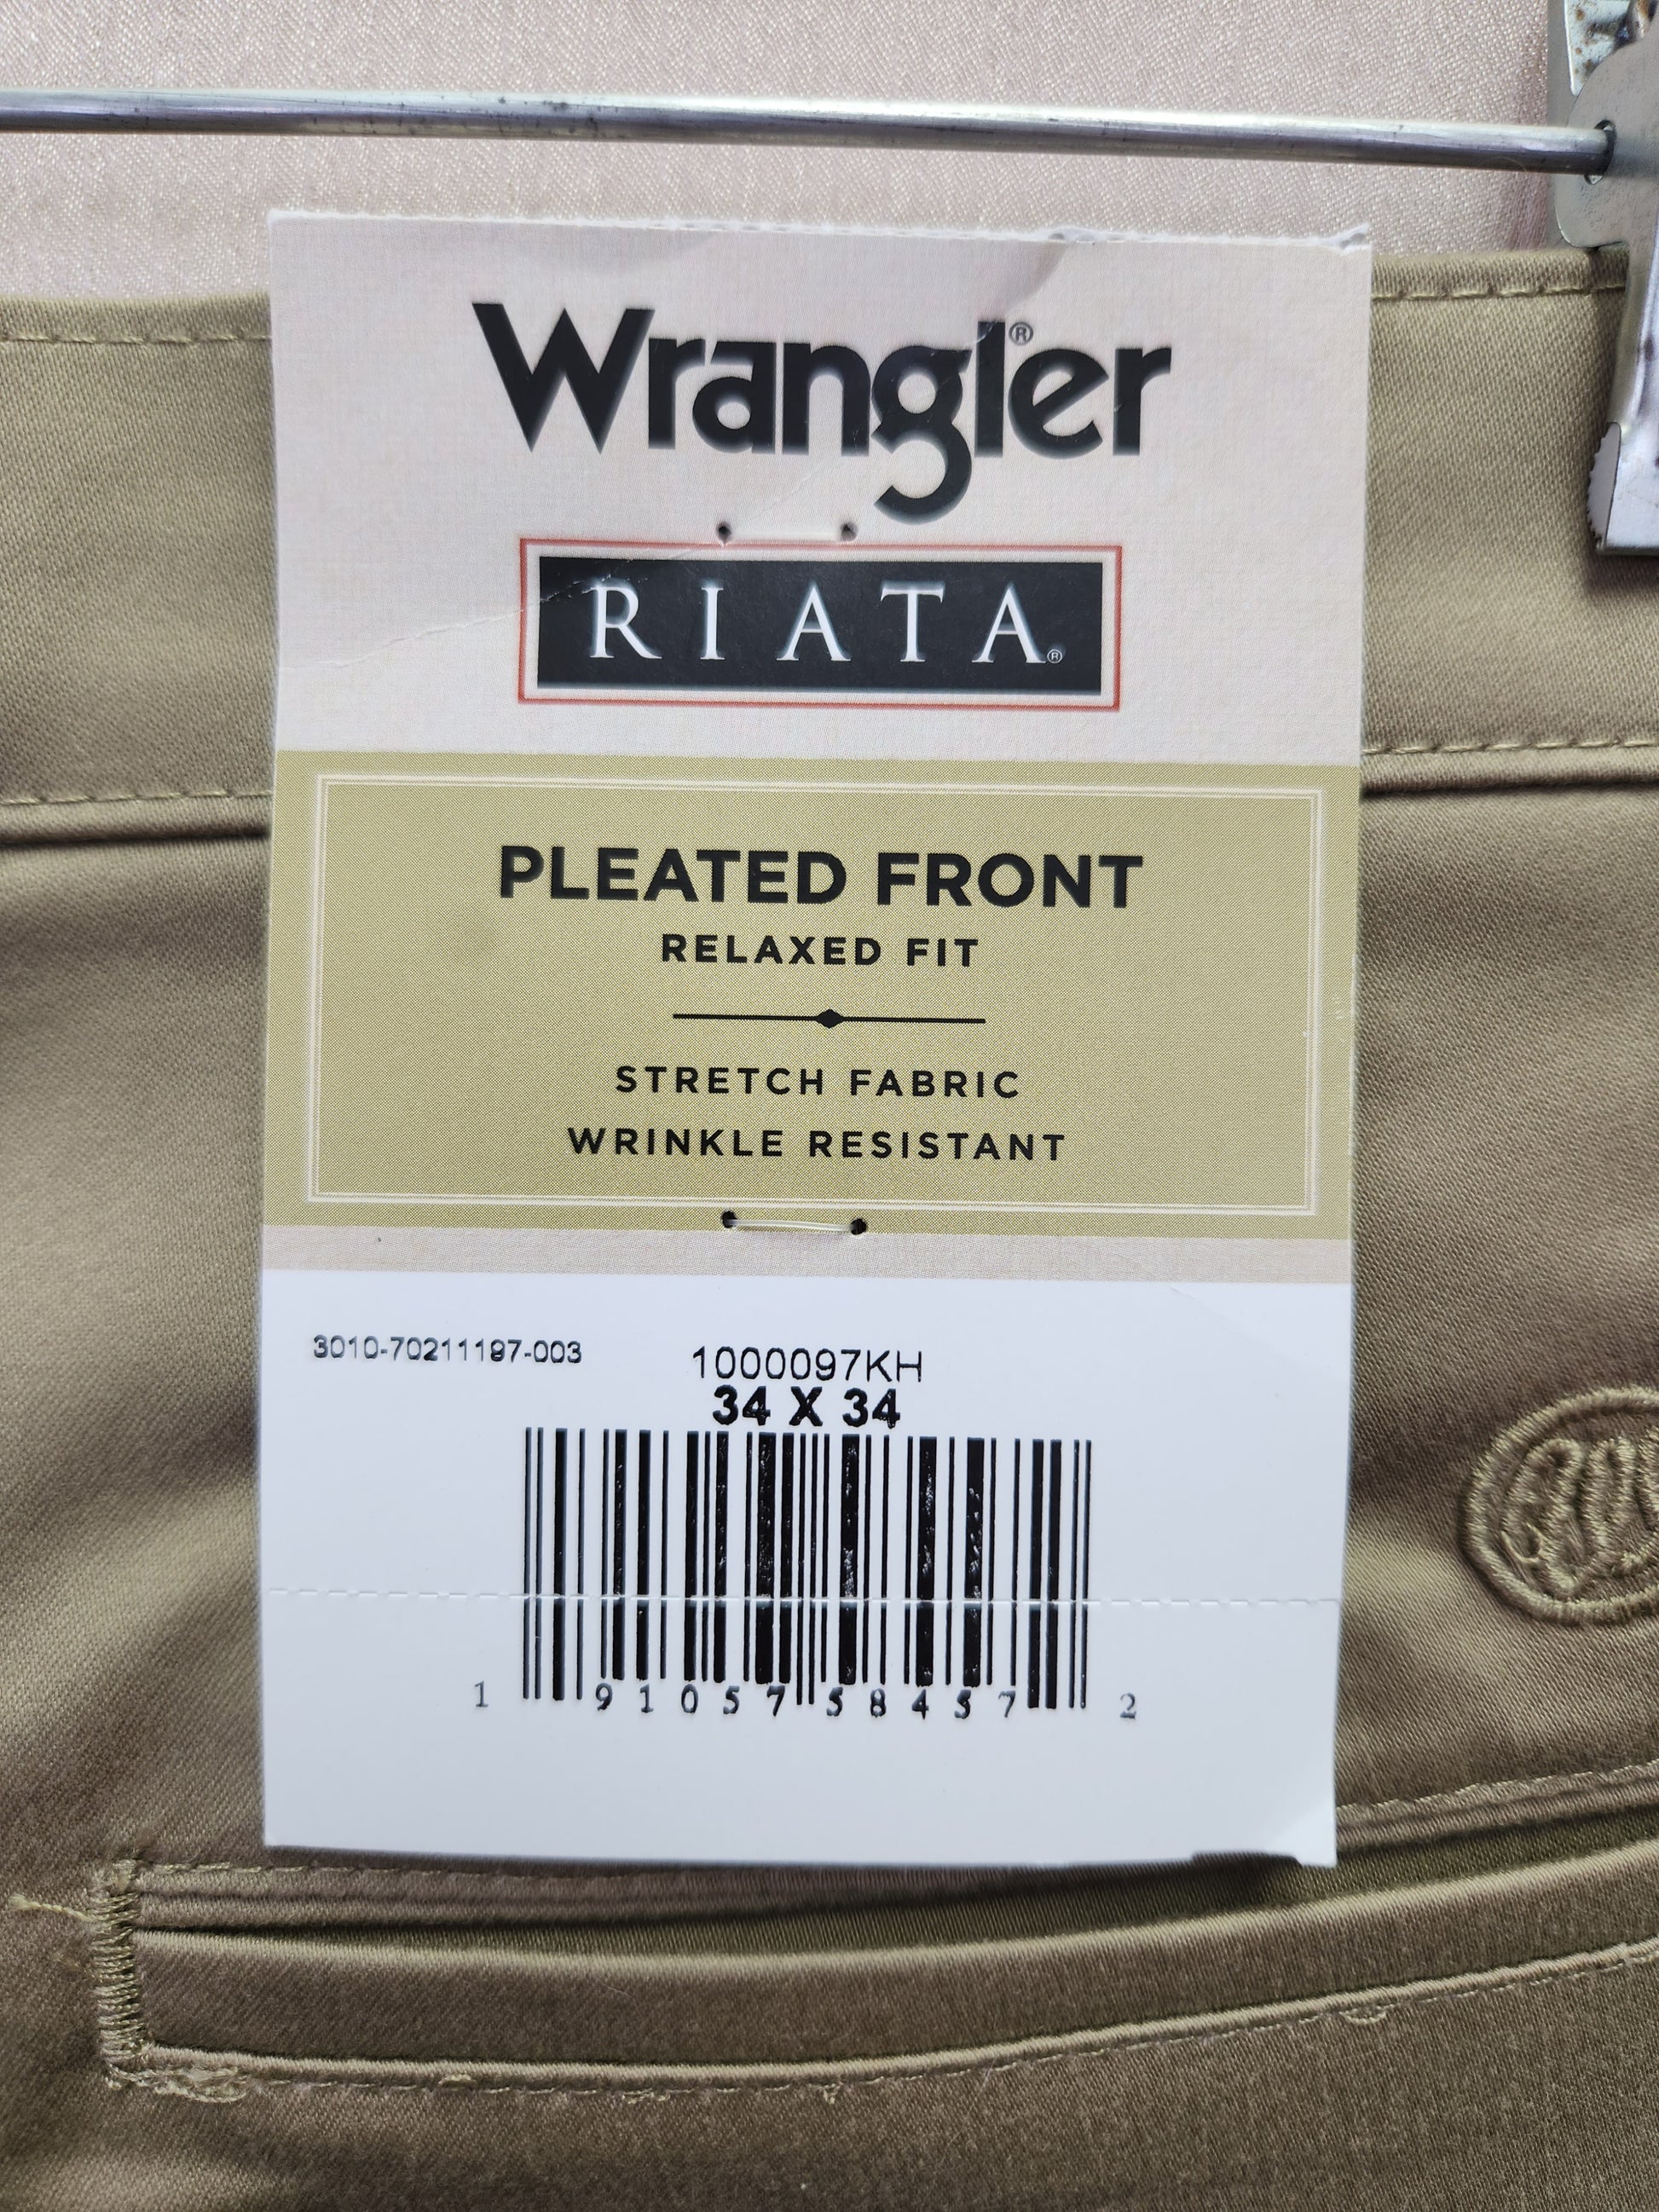 Wrangler®
RIATA®
PLEATED FRONT
RELAXED FIT
STRETCH FABRIC
WRINKLE RESISTANT
3010-70211197-003
1000097KH
34 X 34
1 91057 58457 2